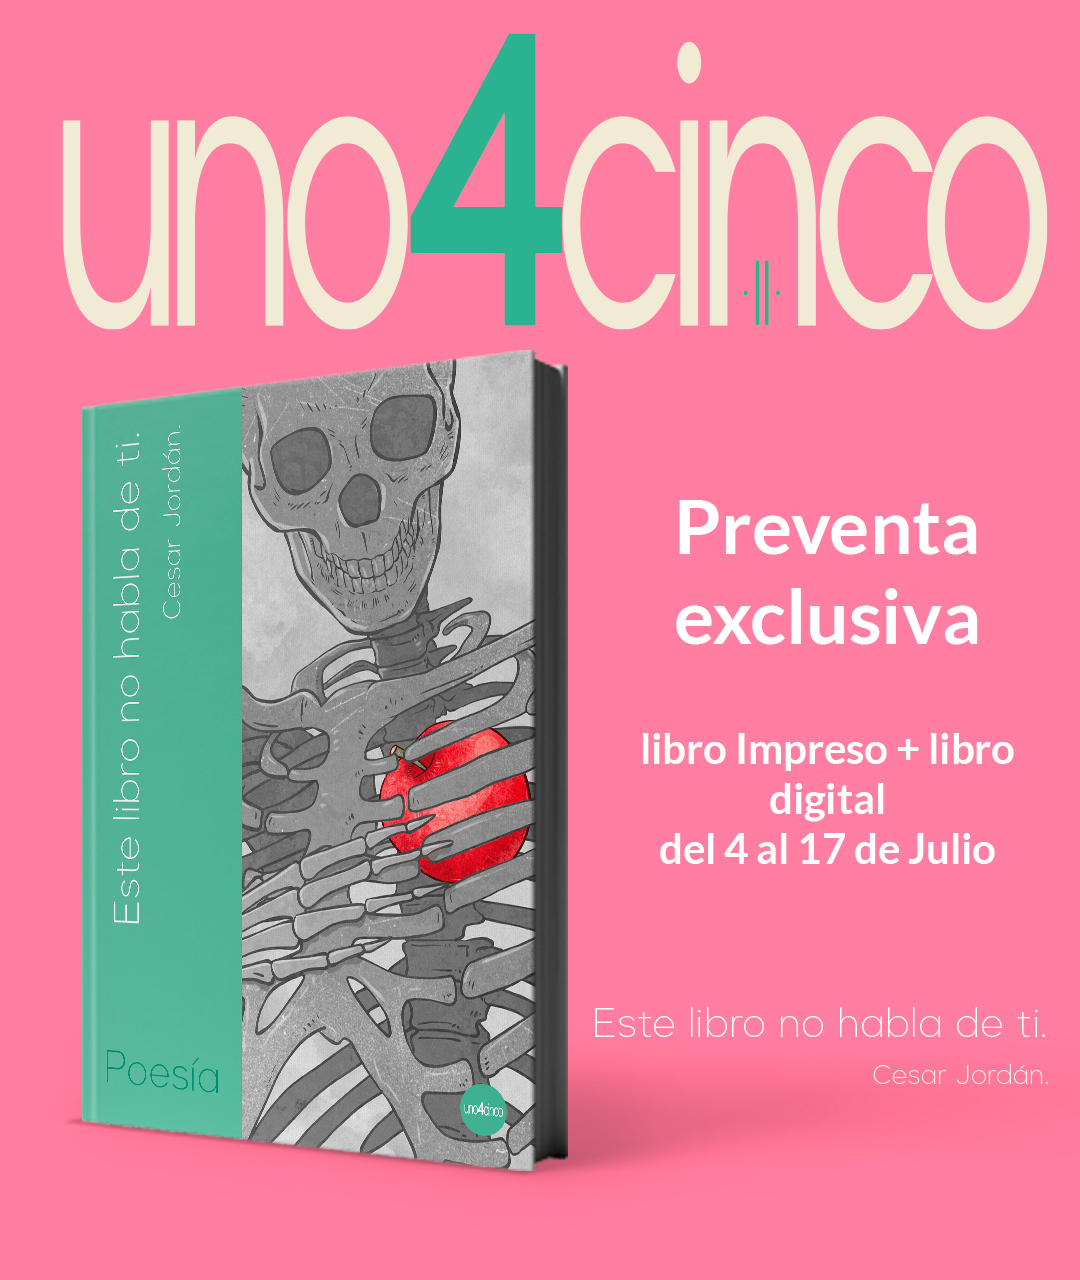 uno4cinco
Este libro no habla de ti.
Cesar Jordán.
Poesía
uno4cinco
Preventa
exclusiva
libro Impreso + libro
digital
del 4 al 17 de Julio
Este libro no habla de ti.
Cesar Jordán.